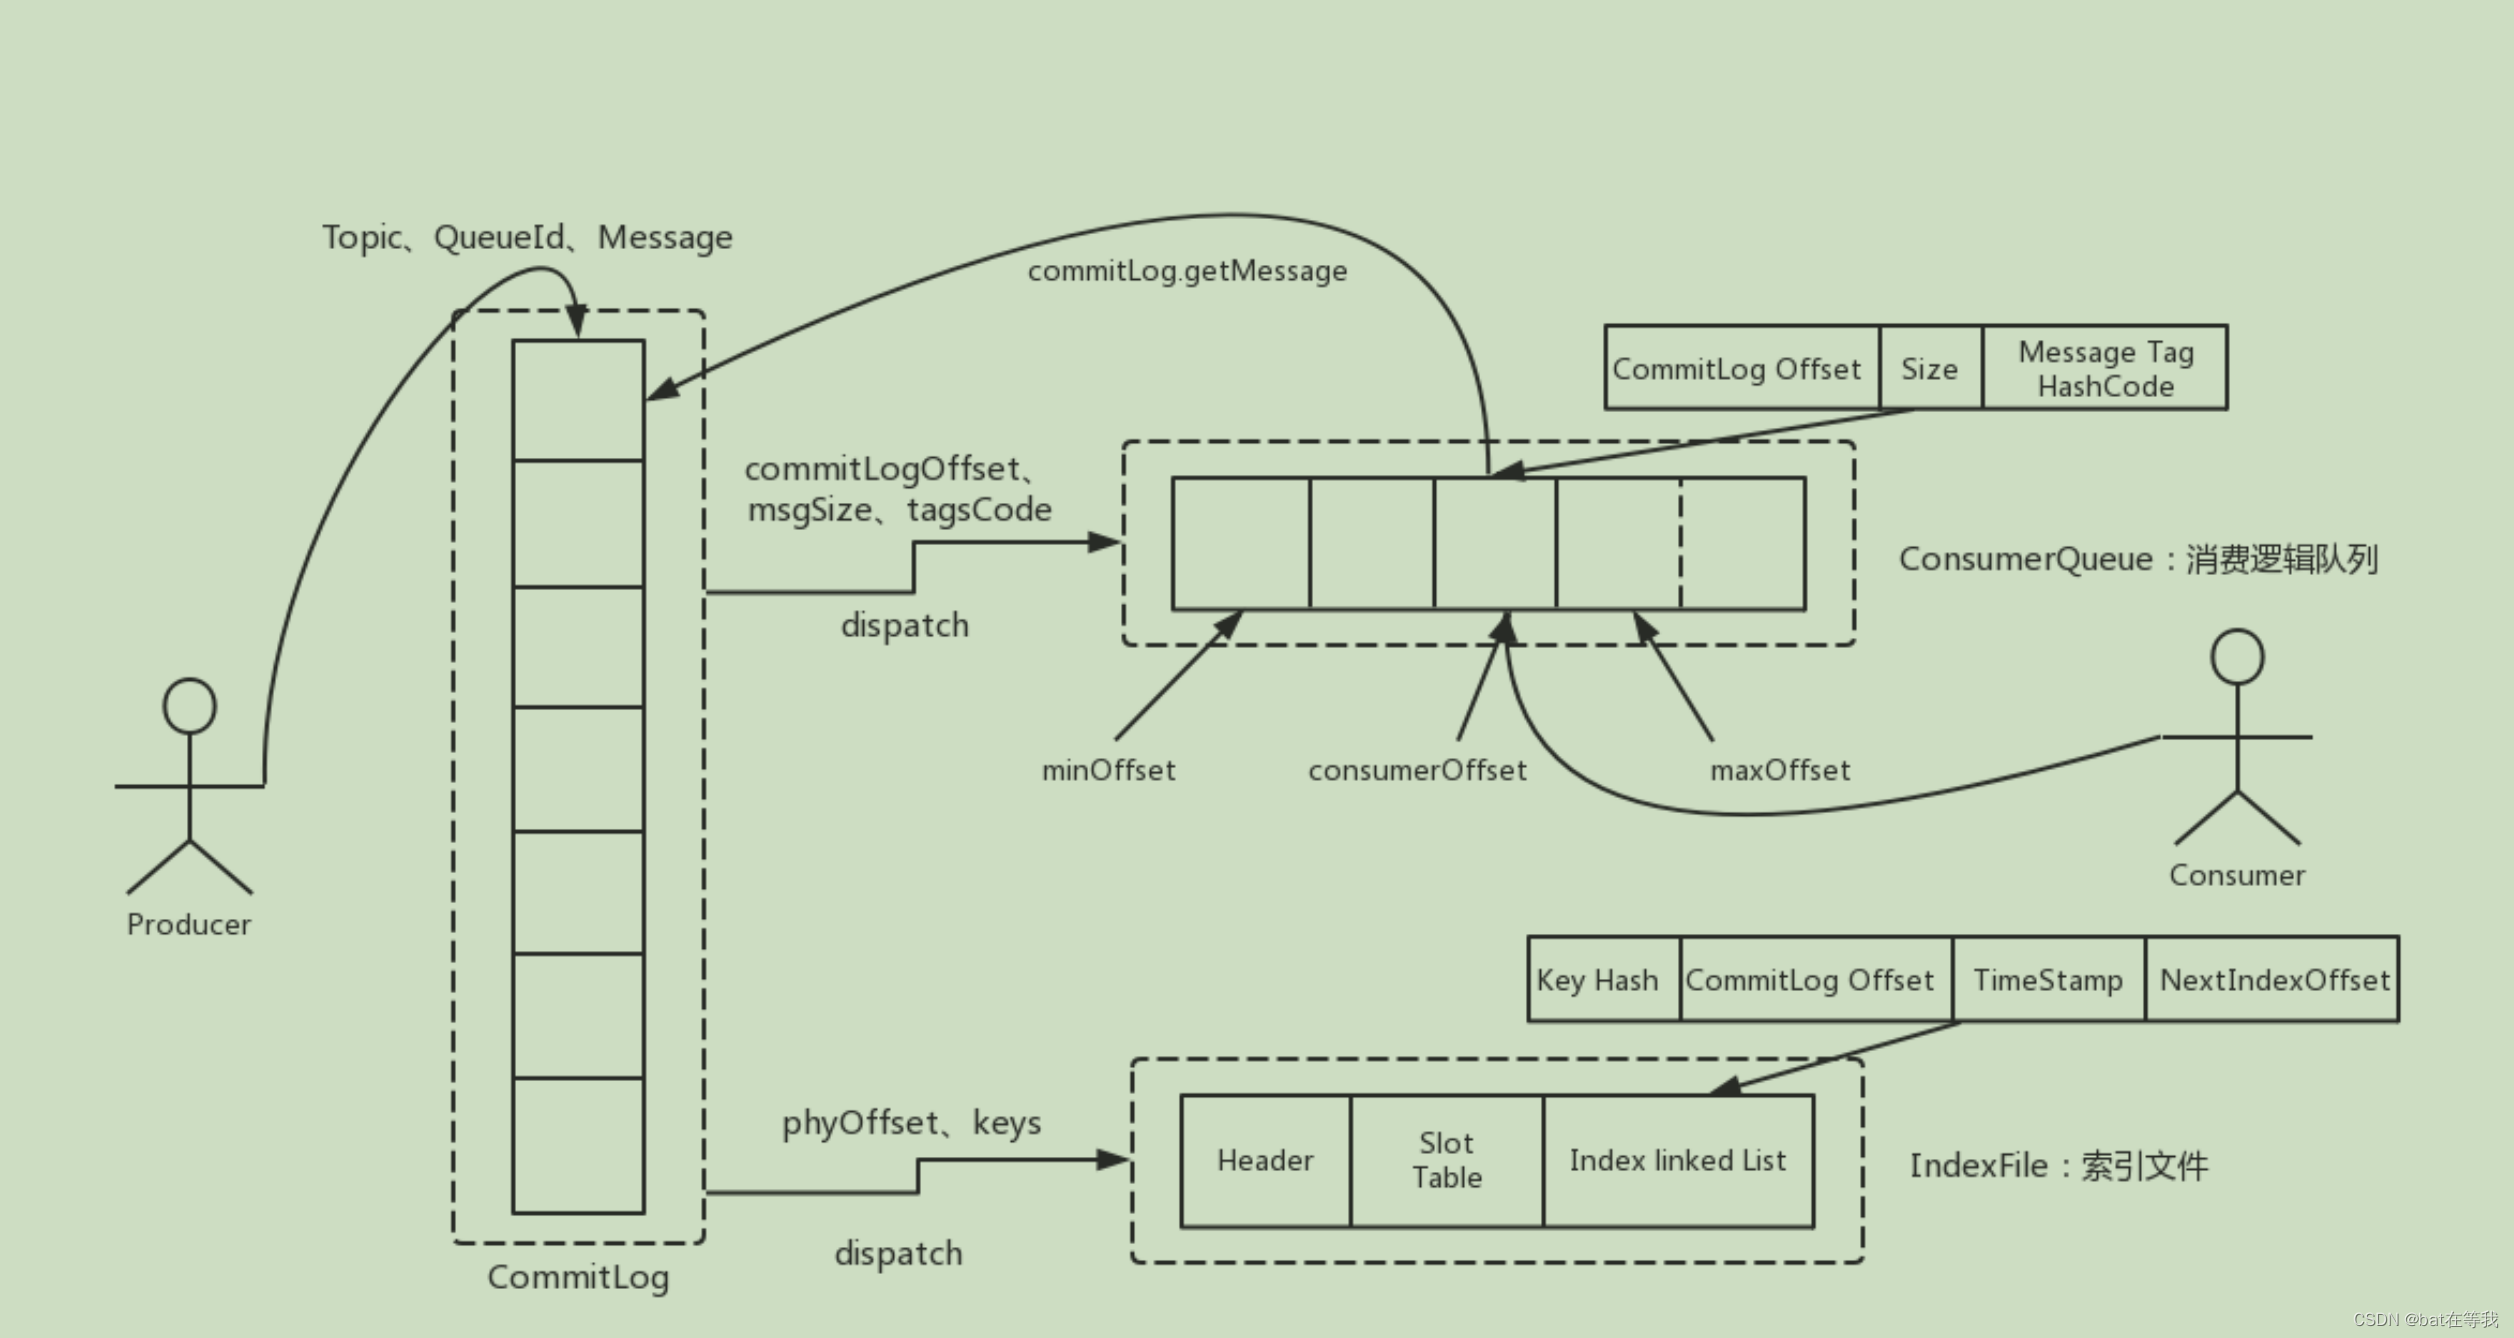 Topic、QueueId、Message
commitLog.getMessage
CommitLog Offset
Size
Message Tag
HashCode
commitLogOffset、
msgSize、tagsCode
dispatch
ConsumerQueue：消费逻辑队列
minOffset
consumerOffset
maxOffset
Producer
Consumer
Key Hash
CommitLog Offset
TimeStamp
NextIndexOffset
phyOffset、keys
dispatch
Header
Slot
Table
Index linked List
IndexFile：索引文件
CommitLog
CSDN @bat在等我